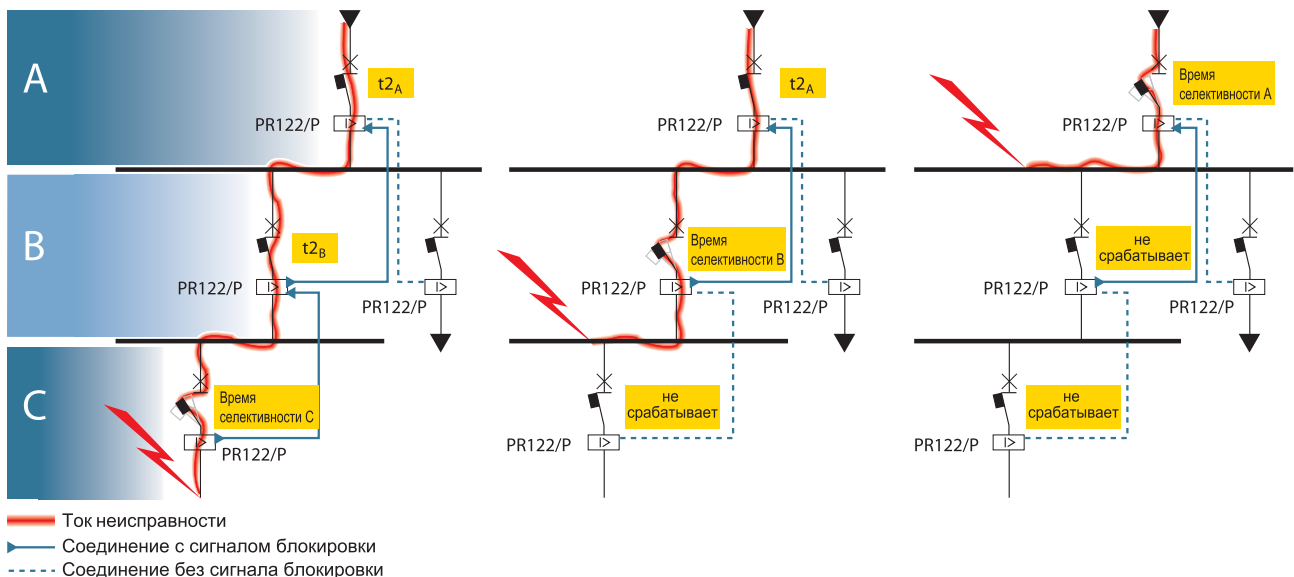 A
t2A
PR122/P
t2A
PR122/P
Время
селективности A
PR122/P
B
t2B
PR122/P
PR122/P
Время
селективности B
PR122/P
PR122/P
не
срабатывает
PR122/P
PR122/P
C
Время
селективности C
PR122/P
не
срабатывает
PR122/P
не
срабатывает
PR122/P
Ток неисправности
Соединение с сигналом блокировки
Соединение без сигнала блокировки